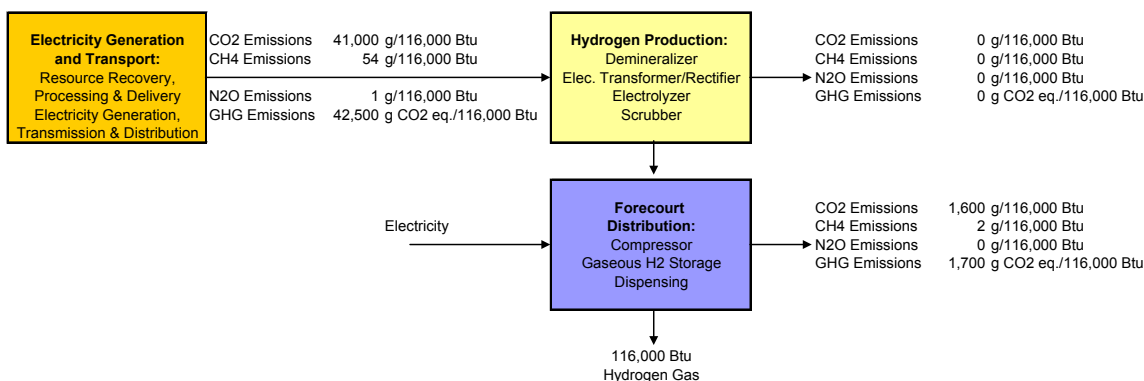 Electricity Generation
and Transport:
Resource Recovery,
Processing & Delivery
Electricity Generation,
Transmission & Distribution
CO2 Emissions 41,000 g/116,000 Btu
CH4 Emissions 54 g/116,000 Btu
N2O Emissions 1 g/116,000 Btu
GHG Emissions 42,500 g CO2 eq./116,000 Btu
Hydrogen Production:
Demineralizer
Elec. Transformer/Rectifier
Electrolyzer
Scrubber
CO2 Emissions 0 g/116,000 Btu
CH4 Emissions 0 g/116,000 Btu
N2O Emissions 0 g/116,000 Btu
GHG Emissions 0 g CO2 eq./116,000 Btu
Electricity
Forecourt
Distribution:
Compressor
Gaseous H2 Storage
Dispensing
CO2 Emissions 1,600 g/116,000 Btu
CH4 Emissions 2 g/116,000 Btu
N2O Emissions 0 g/116,000 Btu
GHG Emissions 1,700 g CO2 eq./116,000 Btu
116,000 Btu
Hydrogen Gas